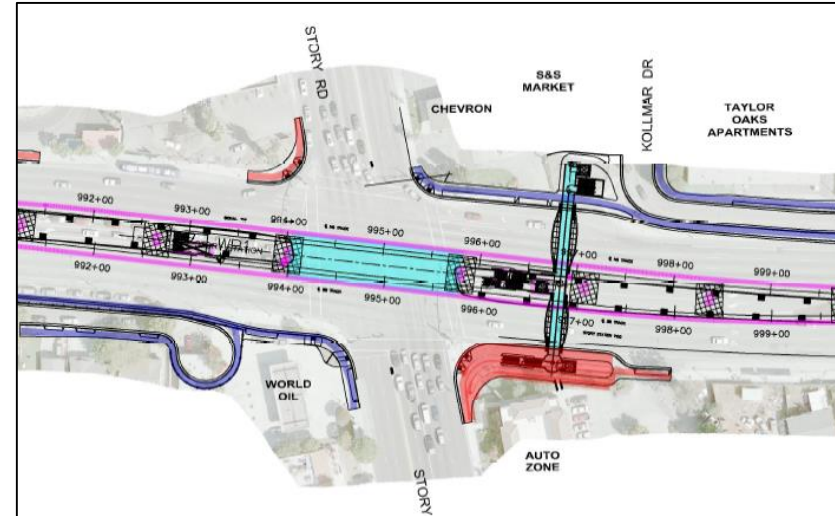 STORY RD
CHEVRON
S&S
MARKET
KOLLMAR DR
TAYLOR
OAKS
APARTMENTS
992+00
993+00
994+00
995+00
996+00
998+00
999+00
992+00
993+00
994+00
995+00
996+00
998+00
999+00
WORLD
OIL
AUTO
ZONE
STORY